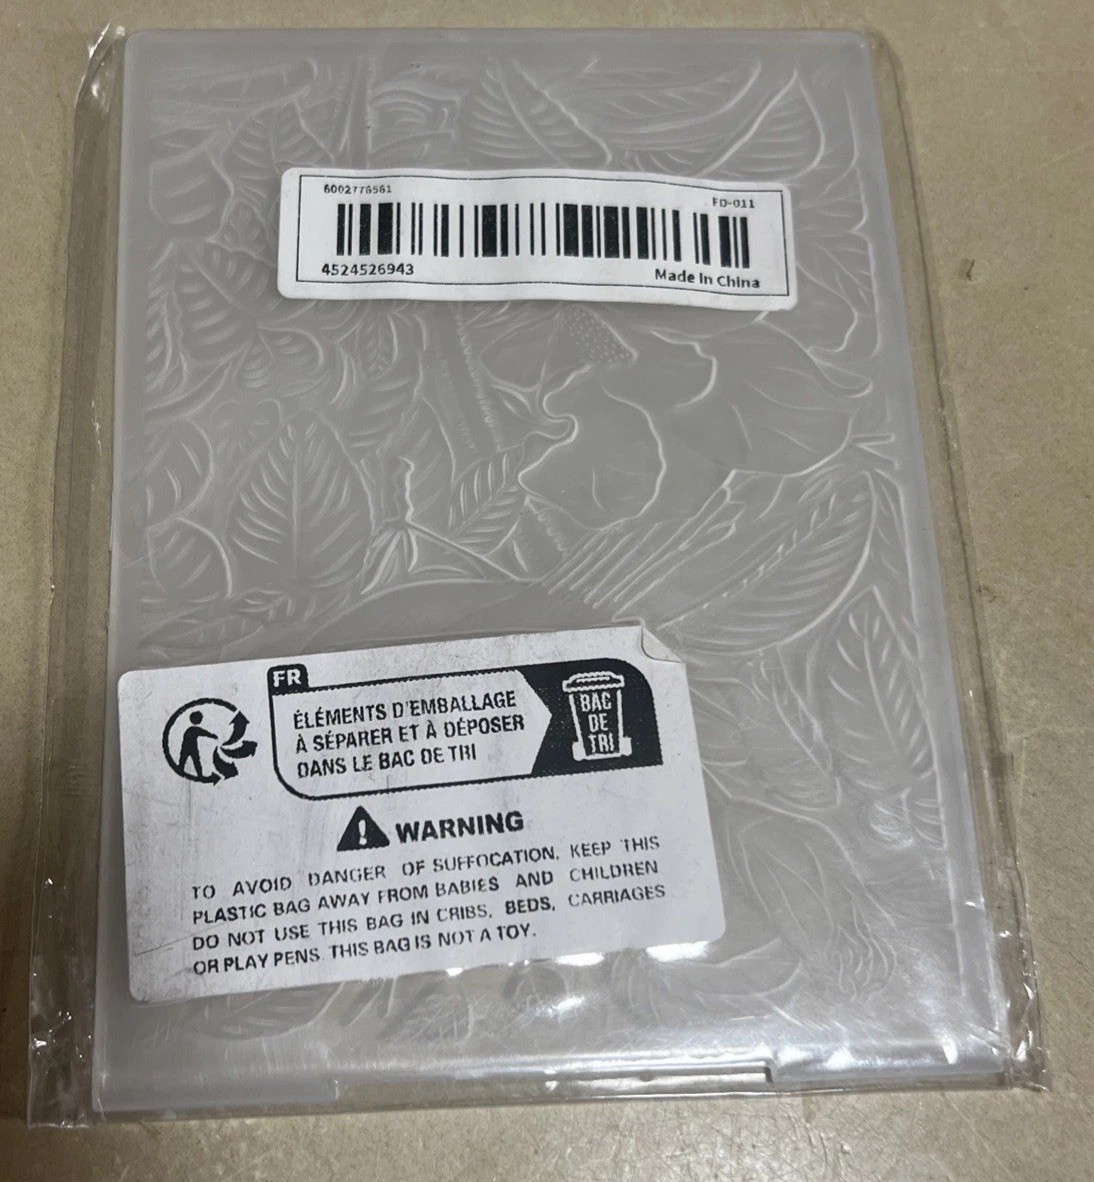 6002776561
FD-011
4524526943
Made In China
FR
ÉLÉMENTS D'EMBALLAGE
À SÉPARER ET À DÉPOSER
DANS LE BAC DE TRI
BAC
DE
TRI
WARNING
TO AVOID DANGER OF SUFFOCATION, KEEP THIS
PLASTIC BAG AWAY FROM BABIES AND CHILDREN
DO NOT USE THIS BAG IN CRIBS, BEDS, CARRIAGES
OR PLAY PENS. THIS BAG IS NOT A TOY.